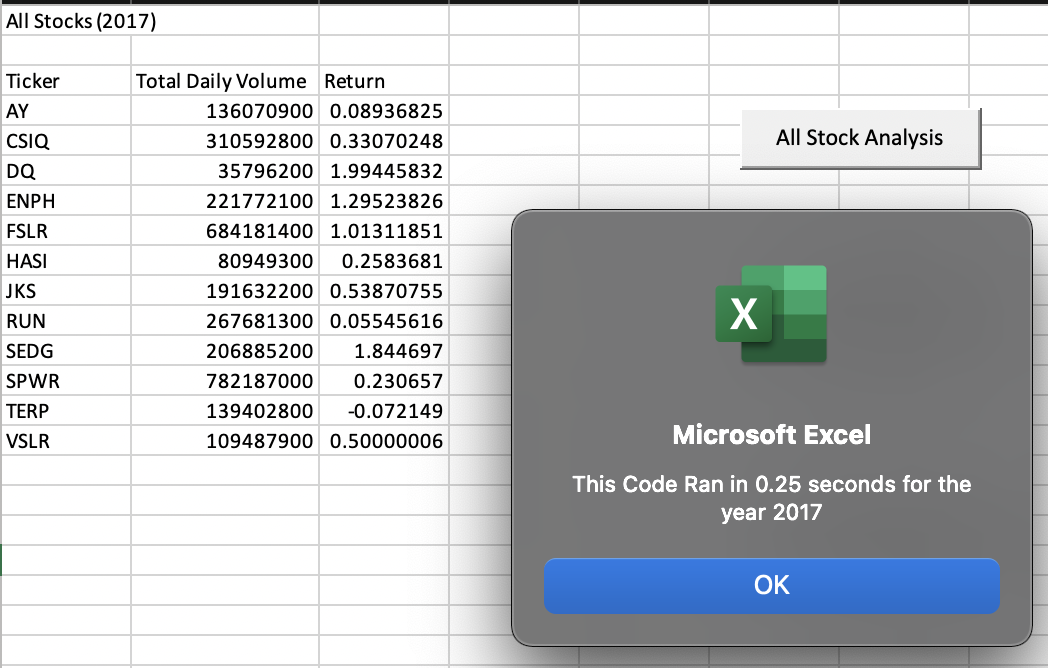 All Stocks (2017)
Ticker Total Daily Volume Return
AY 136070900 0.08936825
CSIQ 310592800 0.33070248
DQ 35796200 1.99445832
ENPH 221772100 1.29523826
FSLR 684181400 1.01311851
HASI 80949300 0.2583681
JKS 191632200 0.53870755
RUN 267681300 0.05545616
SEDG 206885200 1.844697
SPWR 782187000 0.230657
TERP 139402800 -0.072149
VSLR 109487900 0.50000006
All Stock Analysis
X
Microsoft Excel
This Code Ran in 0.25 seconds for the
year 2017
OK